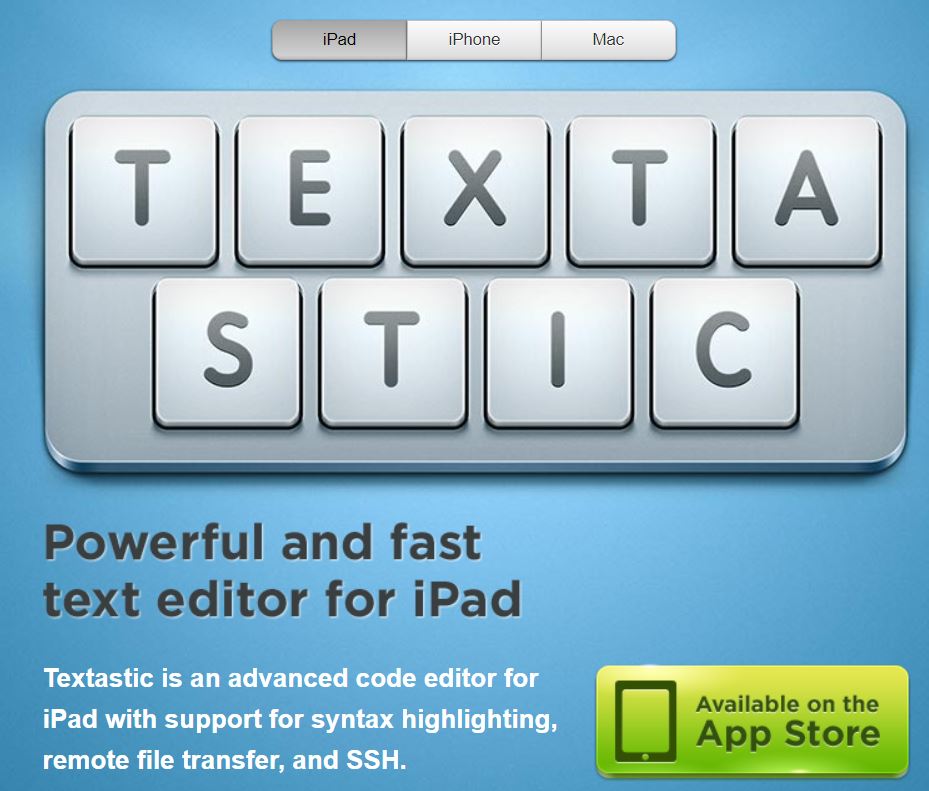 iPad iPhone Mac
TEXTA
STIC
Powerful and fast
text editor for iPad
Textastic is an advanced code editor for
iPad with support for syntax highlighting,
remote file transfer, and SSH.
Available on the
App Store